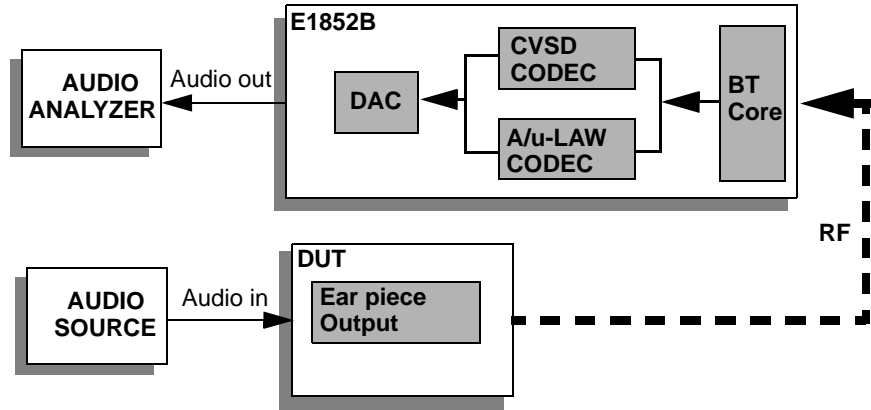 E1852B
CVSD
CODEC
AUDIO
ANALYZER
Audio out
DAC
BT
Core
A/u-LAW
CODEC
RF
DUT
AUDIO
SOURCE
Audio in
Ear piece
Output